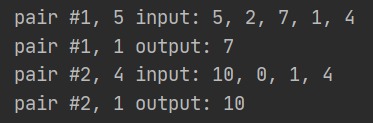 pair #1, 5 input: 5, 2, 7, 1, 4
pair #1, 1 output: 7
pair #2, 4 input: 10, 0, 1, 4
pair #2, 1 output: 10